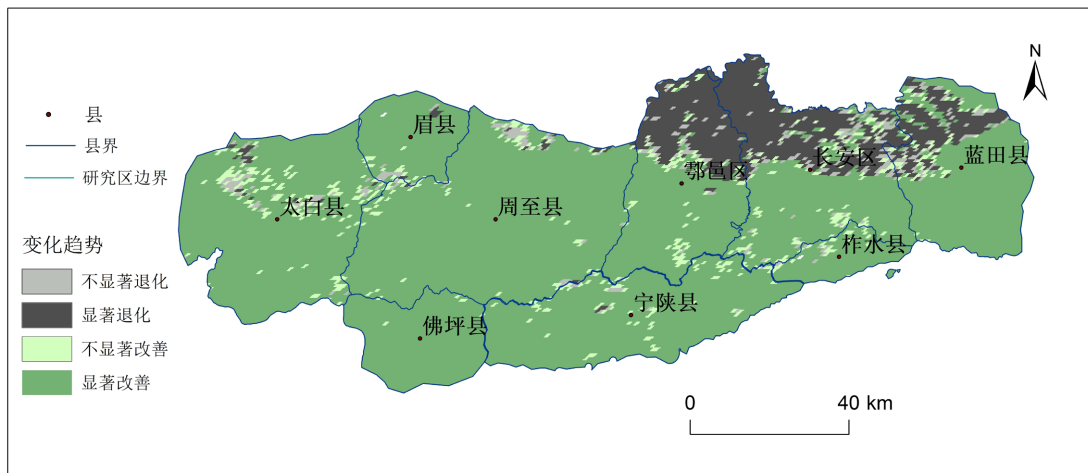 县
县界
研究区边界
变化趋势
不显著退化
显著退化
不显著改善
显著改善
N
眉县
太白县
周至县
鄠邑区
长安区
蓝田县
柞水县
宁陕县
佛坪县
0 40 km